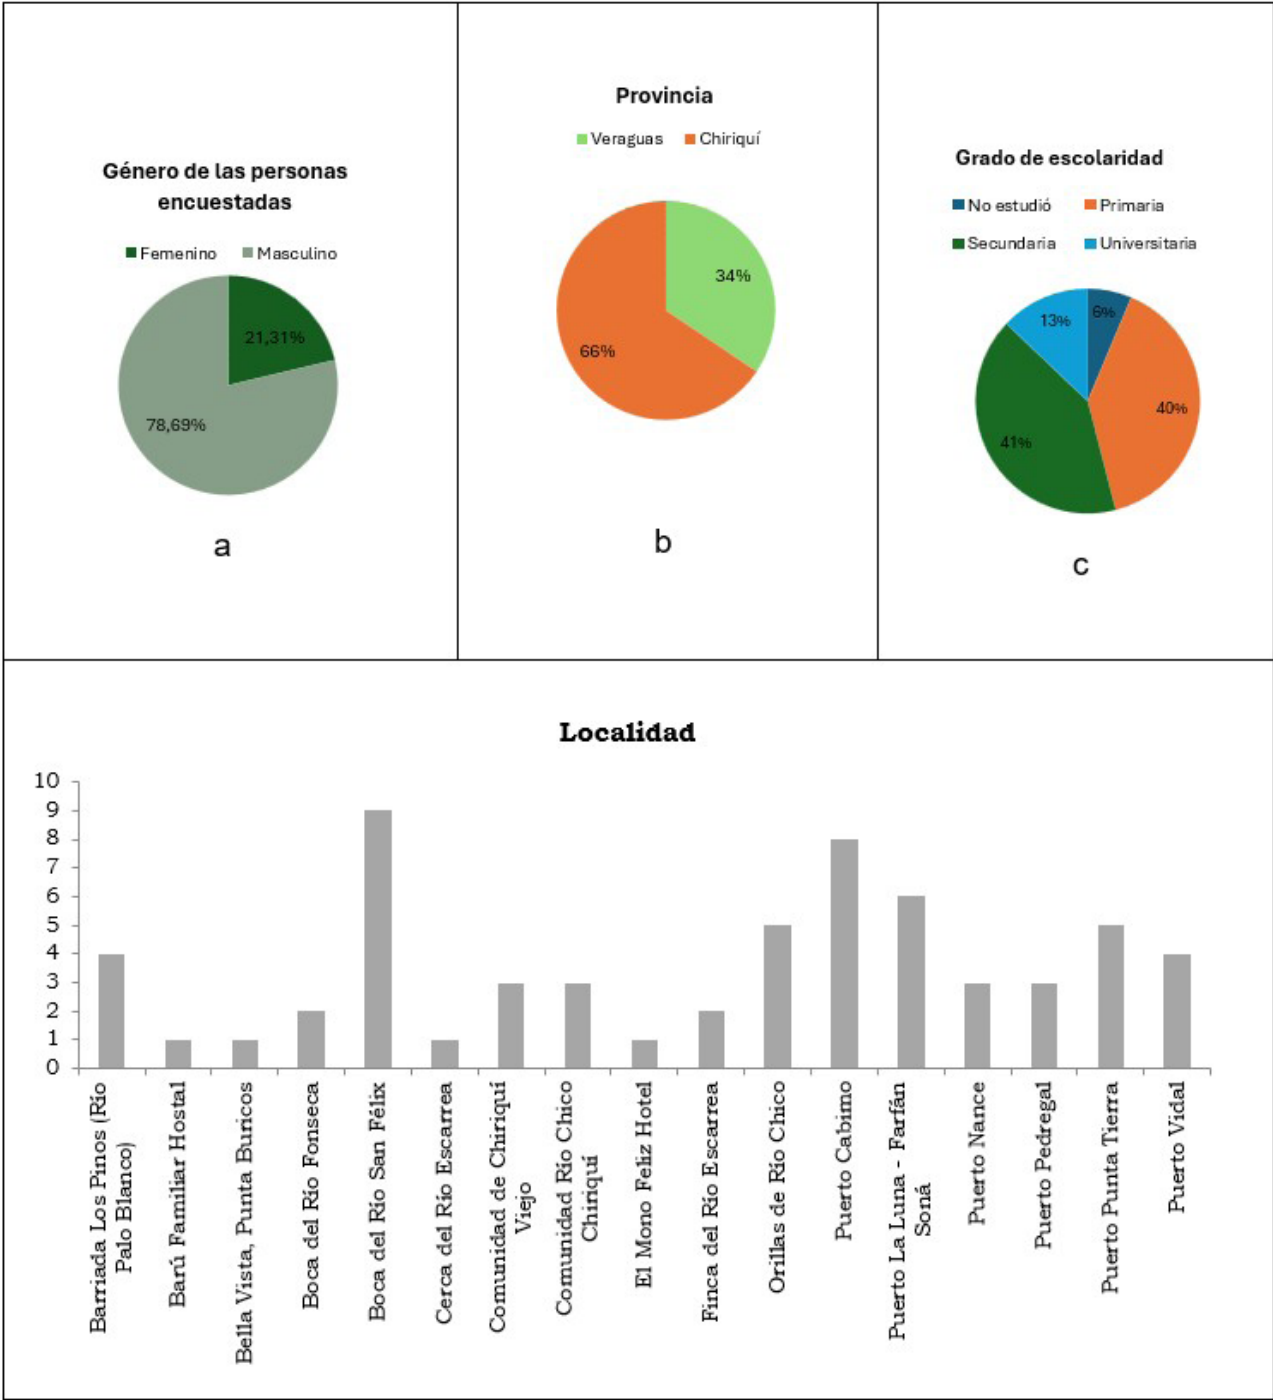 Género de las personas
encuestadas
Femenino Masculino
21,31%
78,69%
a
Provincia
Veraguas Chiriquí
34%
66%
b
Grado de escolaridad
No estudió Primaria
Secundaria Universitaria
13% 6%
40%
41%
c
Localidad
10
9
8
7
6
5
4
3
2
1
0
Barriada Los Pinos (Río
Palo Blanco)
Barú Familiar Hostal
Bella Vista, Punta Buricos
Boca del Río Fonseca
Boca del Río San Félix
Cerca del Río Escarrea
Comunidad de Chiriquí
Viejo
Comunidad Río Chico
Chiriquí
El Mono Feliz Hotel
Finca del Río Escarrea
Orillas de Río Chico
Puerto Cabimo
Puerto La Luna - Farfán
Soná
Puerto Nance
Puerto Pedregal
Puerto Punta Tierra
Puerto Vidal